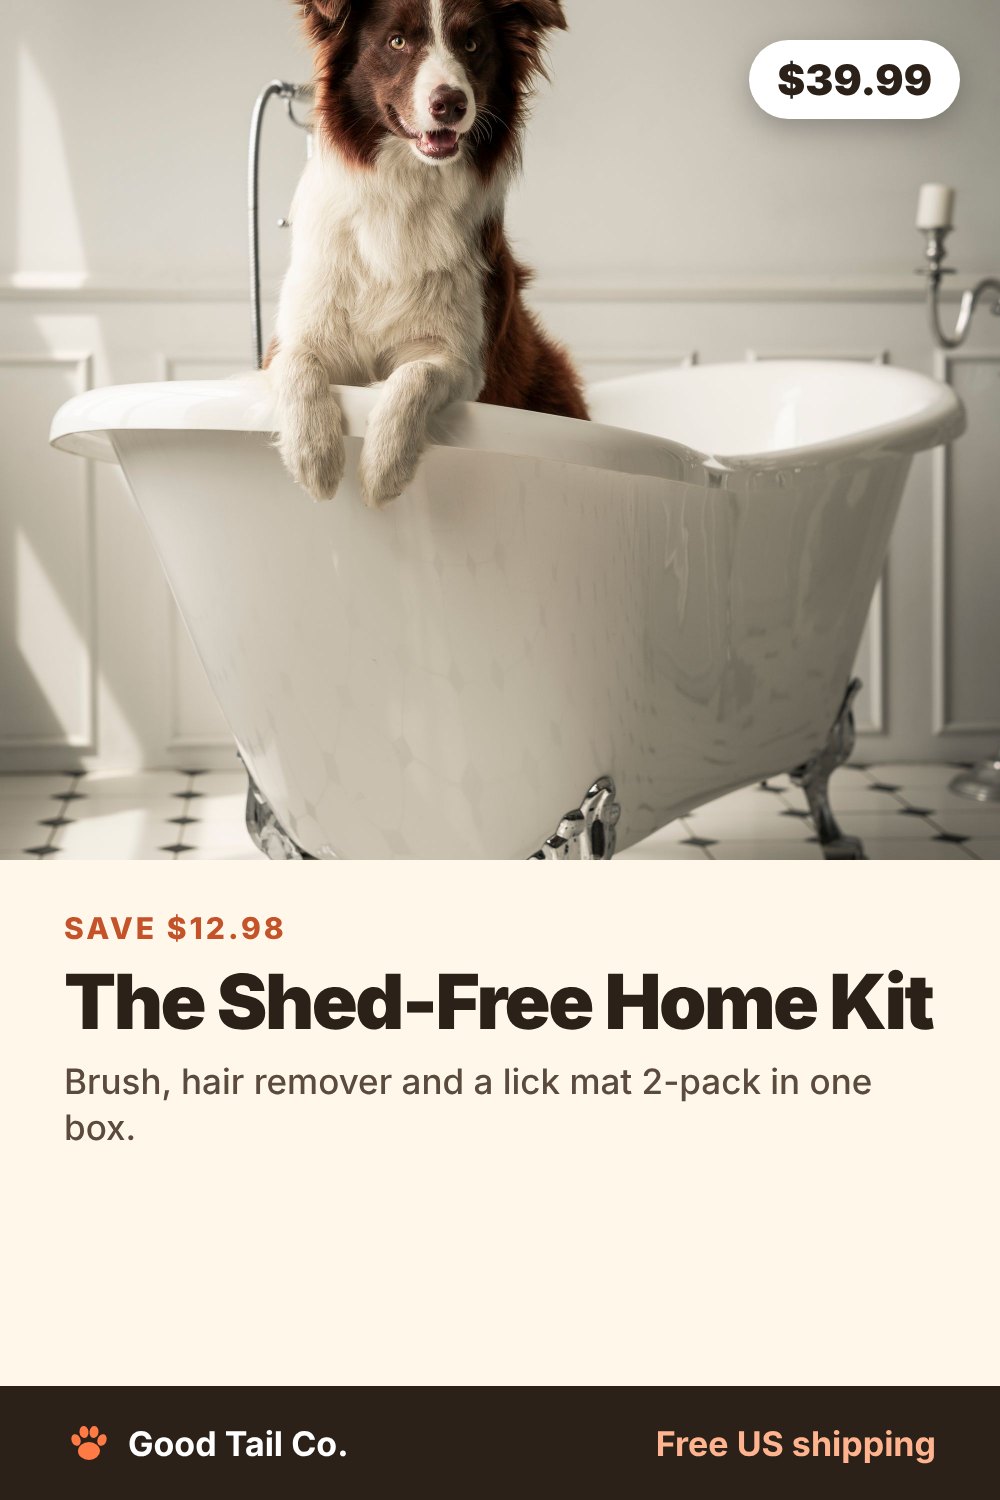 $39.99
SAVE $12.98
The Shed-Free Home Kit
Brush, hair remover and a lick mat 2-pack in one
box.
Good Tail Co.
Free US shipping